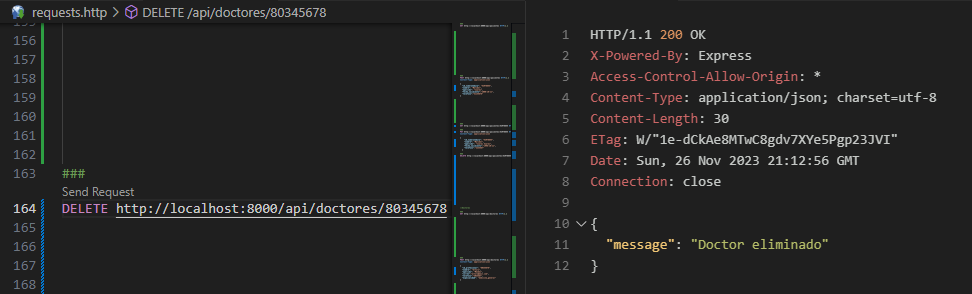 requests.http > DELETE /api/doctores/80345678
155
156
157
158
159
160
161
162
163 ###
Send Request
164 DELETE http://localhost:8000/api/doctores/80345678
165
166
167
168
1 HTTP/1.1 200 OK
2 X-Powered-By: Express
3 Access-Control-Allow-Origin: *
4 Content-Type: application/json; charset=utf-8
5 Content-Length: 30
6 ETag: W/"1e-dCkAe8MTwC8gdv7XYe5Pgp23JVI"
7 Date: Sun, 26 Nov 2023 21:12:56 GMT
8 Connection: close
9
10 {
11 "message": "Doctor eliminado"
12 }